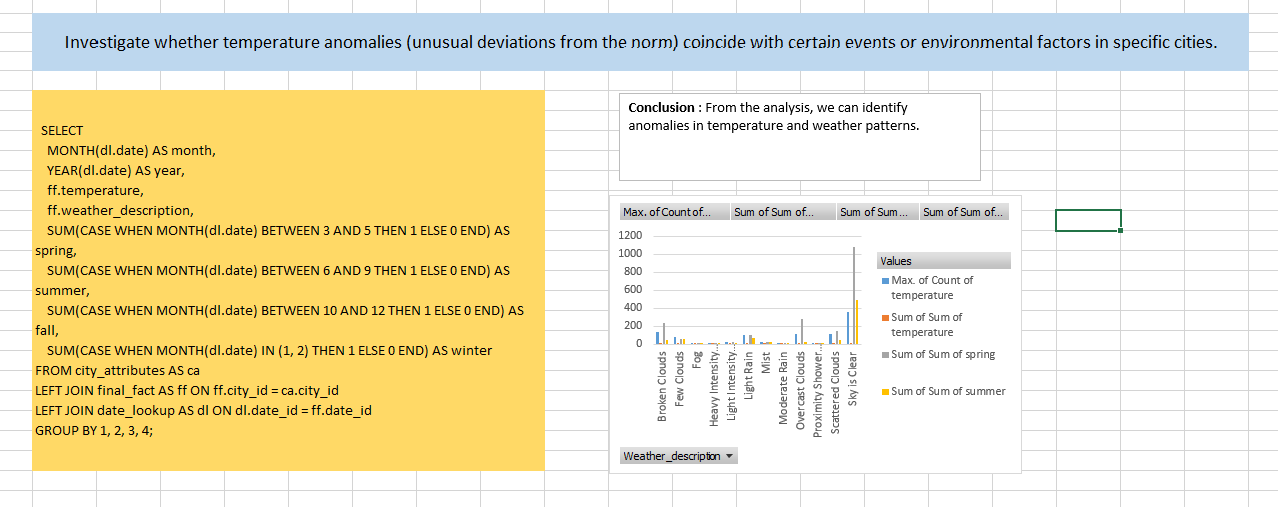 Investigate whether temperature anomalies (unusual deviations from the norm) coincide with certain events or environmental factors in specific cities.
SELECT
MONTH(dl.date) AS month,
YEAR(dl.date) AS year,
ff.temperature,
ff.weather_description,
SUM(CASE WHEN MONTH(dl.date) BETWEEN 3 AND 5 THEN 1 ELSE 0 END) AS
spring,
SUM(CASE WHEN MONTH(dl.date) BETWEEN 6 AND 9 THEN 1 ELSE 0 END) AS
summer,
SUM(CASE WHEN MONTH(dl.date) BETWEEN 10 AND 12 THEN 1 ELSE 0 END) AS
fall,
SUM(CASE WHEN MONTH(dl.date) IN (1, 2) THEN 1 ELSE 0 END) AS winter
FROM city_attributes AS ca
LEFT JOIN final_fact AS ff ON ff.city_id = ca.city_id
LEFT JOIN date_lookup AS dl ON dl.date_id = ff.date_id
GROUP BY 1, 2, 3, 4;
Conclusion : From the analysis, we can identify
anomalies in temperature and weather patterns.
Max. of Count of...
Sum of Sum of...
Sum of Sum...
Sum of Sum of...
1200
1000
800
600
400
200
0
Broken Clouds
Few Clouds
Fog
Heavy Intensity...
Light Intensity...
Light Rain
Mist
Moderate Rain
Overcast Clouds
Proximity Shower...
Scattered Clouds
Sky is Clear
Values
Max. of Count of
temperature
Sum of Sum of
temperature
Sum of Sum of spring
Sum of Sum of summer
Weather_description